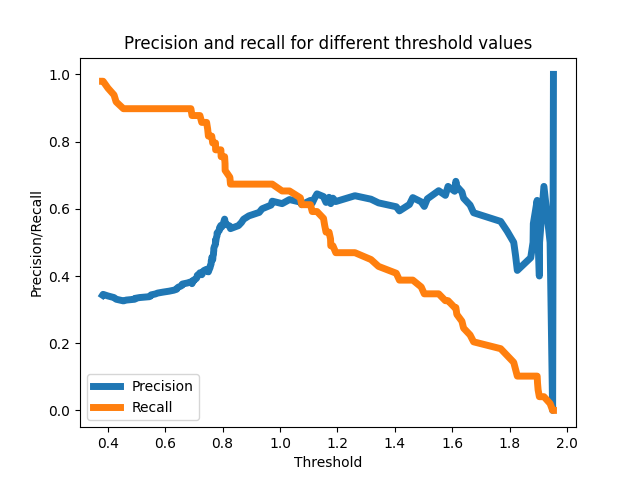 Precision and recall for different threshold values
Precision/Recall
1.0
0.8
0.6
0.4
0.2
0.0
Precision
Recall
0.4 0.6 0.8 1.0 1.2 1.4 1.6 1.8 2.0
Threshold